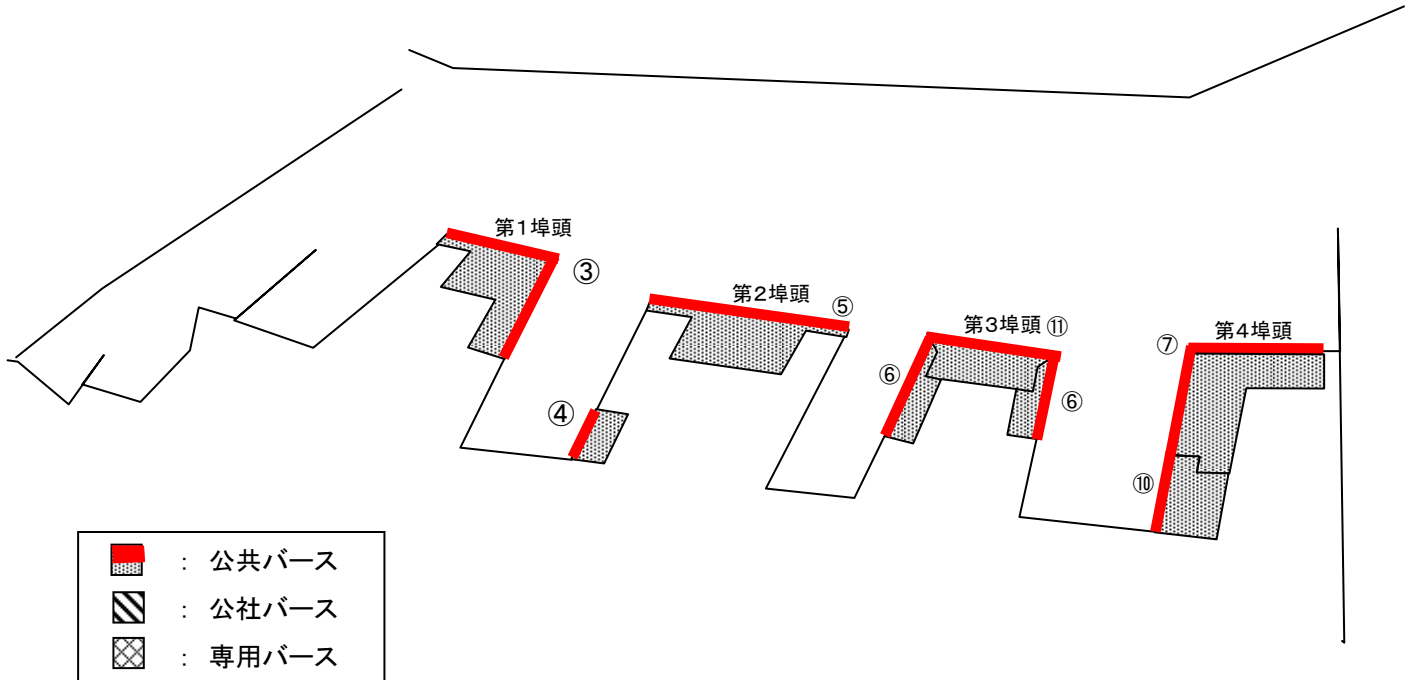 第1埠頭
③
第2埠頭
⑤
第3埠頭 ⑪
⑦ 第4埠頭
⑥
⑥
④
⑩
： 公共バース
： 公社バース
： 専用バース